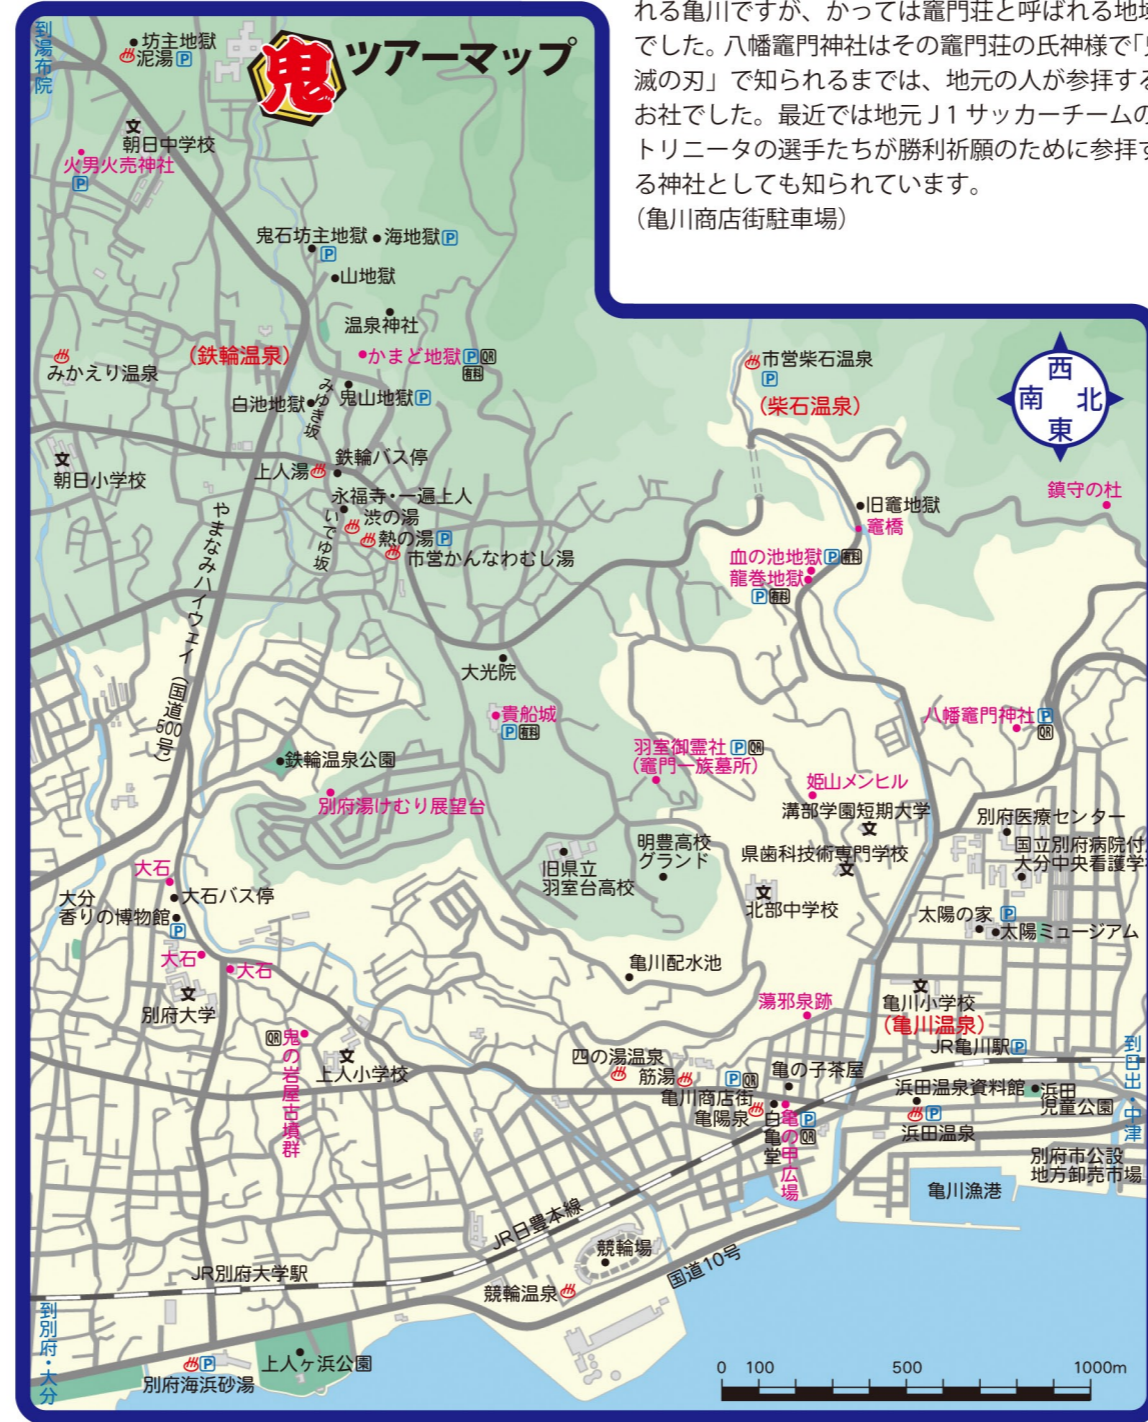 れる亀川ですが、かっては竈門荘と呼ばれる地域
でした。八幡竈門神社はその竈門荘の氏神様で「
滅の刃」で知られるまでは、地元の人が参拝する
お社でした。最近では地元J1サッカーチームの
トリニータの選手たちが勝利祈願のために参拝す
る神社としても知られています。
(亀川商店街駐車場)
鬼ツアーマップ
到湯布院
坊主地獄
泥湯 P
文
朝日中学校
火男火売神社
P
鬼石坊主地獄
P
海地獄 P
山地獄
温泉神社
かまど地獄 P QR
有料
(鉄輪温泉)
みかえり温泉
白池地獄
みゆき坂
鬼山地獄 P
文
朝日小学校
上人湯
鉄輪バス停
永福寺・一遍上人
渋の湯
いでゆ坂
熱の湯 P
市営かんなわむし湯
やまなみハイウェイ(国道500号)
市営柴石温泉
P
(柴石温泉)
西
南 北
東
鎮守の杜
旧竈地獄
竈橋
血の池地獄 P 有料
龍巻地獄
P 有料
大光院
貴船城
P 有料
八幡竈門神社 P
QR
羽室御霊社 P QR
(竈門一族墓所)
鉄輪温泉公園
別府湯けむり展望台
姫山メンヒル
溝部学園短期大学
文
別府医療センター
国立別府病院付
大分中央看護学
明豊高校
グランド
県歯科技術専門学校
文
旧県立
羽室台高校
文
北部中学校
大石
大石バス停
大分
香りの博物館
P
太陽の家 P
太陽ミュージアム
大石
大石
文
別府大学
亀川配水池
蕩邪泉跡
文
亀川小学校
(亀川温泉)
QR
鬼の岩屋古墳群
文
上人小学校
JR亀川駅 P
到日出・中津
四の湯温泉
筋湯
P QR
亀の子茶屋
亀川商店街
亀陽泉
白亀堂
P
QR
亀の甲広場
浜田温泉資料館
P
浜田温泉
浜田
児童公園
別府市公設
地方卸売市場
亀川漁港
JR日豊本線
競輪場
国道10号
JR別府大学駅
競輪温泉
到別府・大分
P
別府海浜砂湯
上人ヶ浜公園
0 100 500 1000m